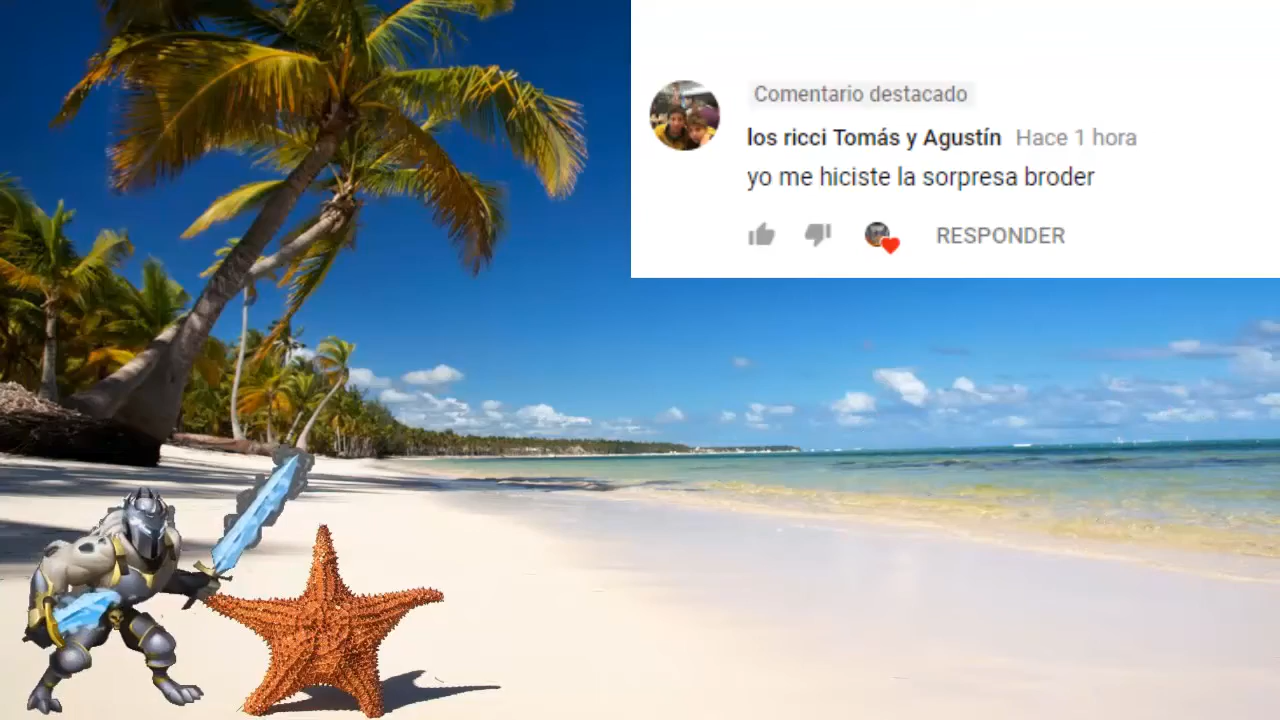 Comentario destacado
los ricci Tomás y Agustín Hace 1 hora
yo me hiciste la sorpresa broder
RESPONDER